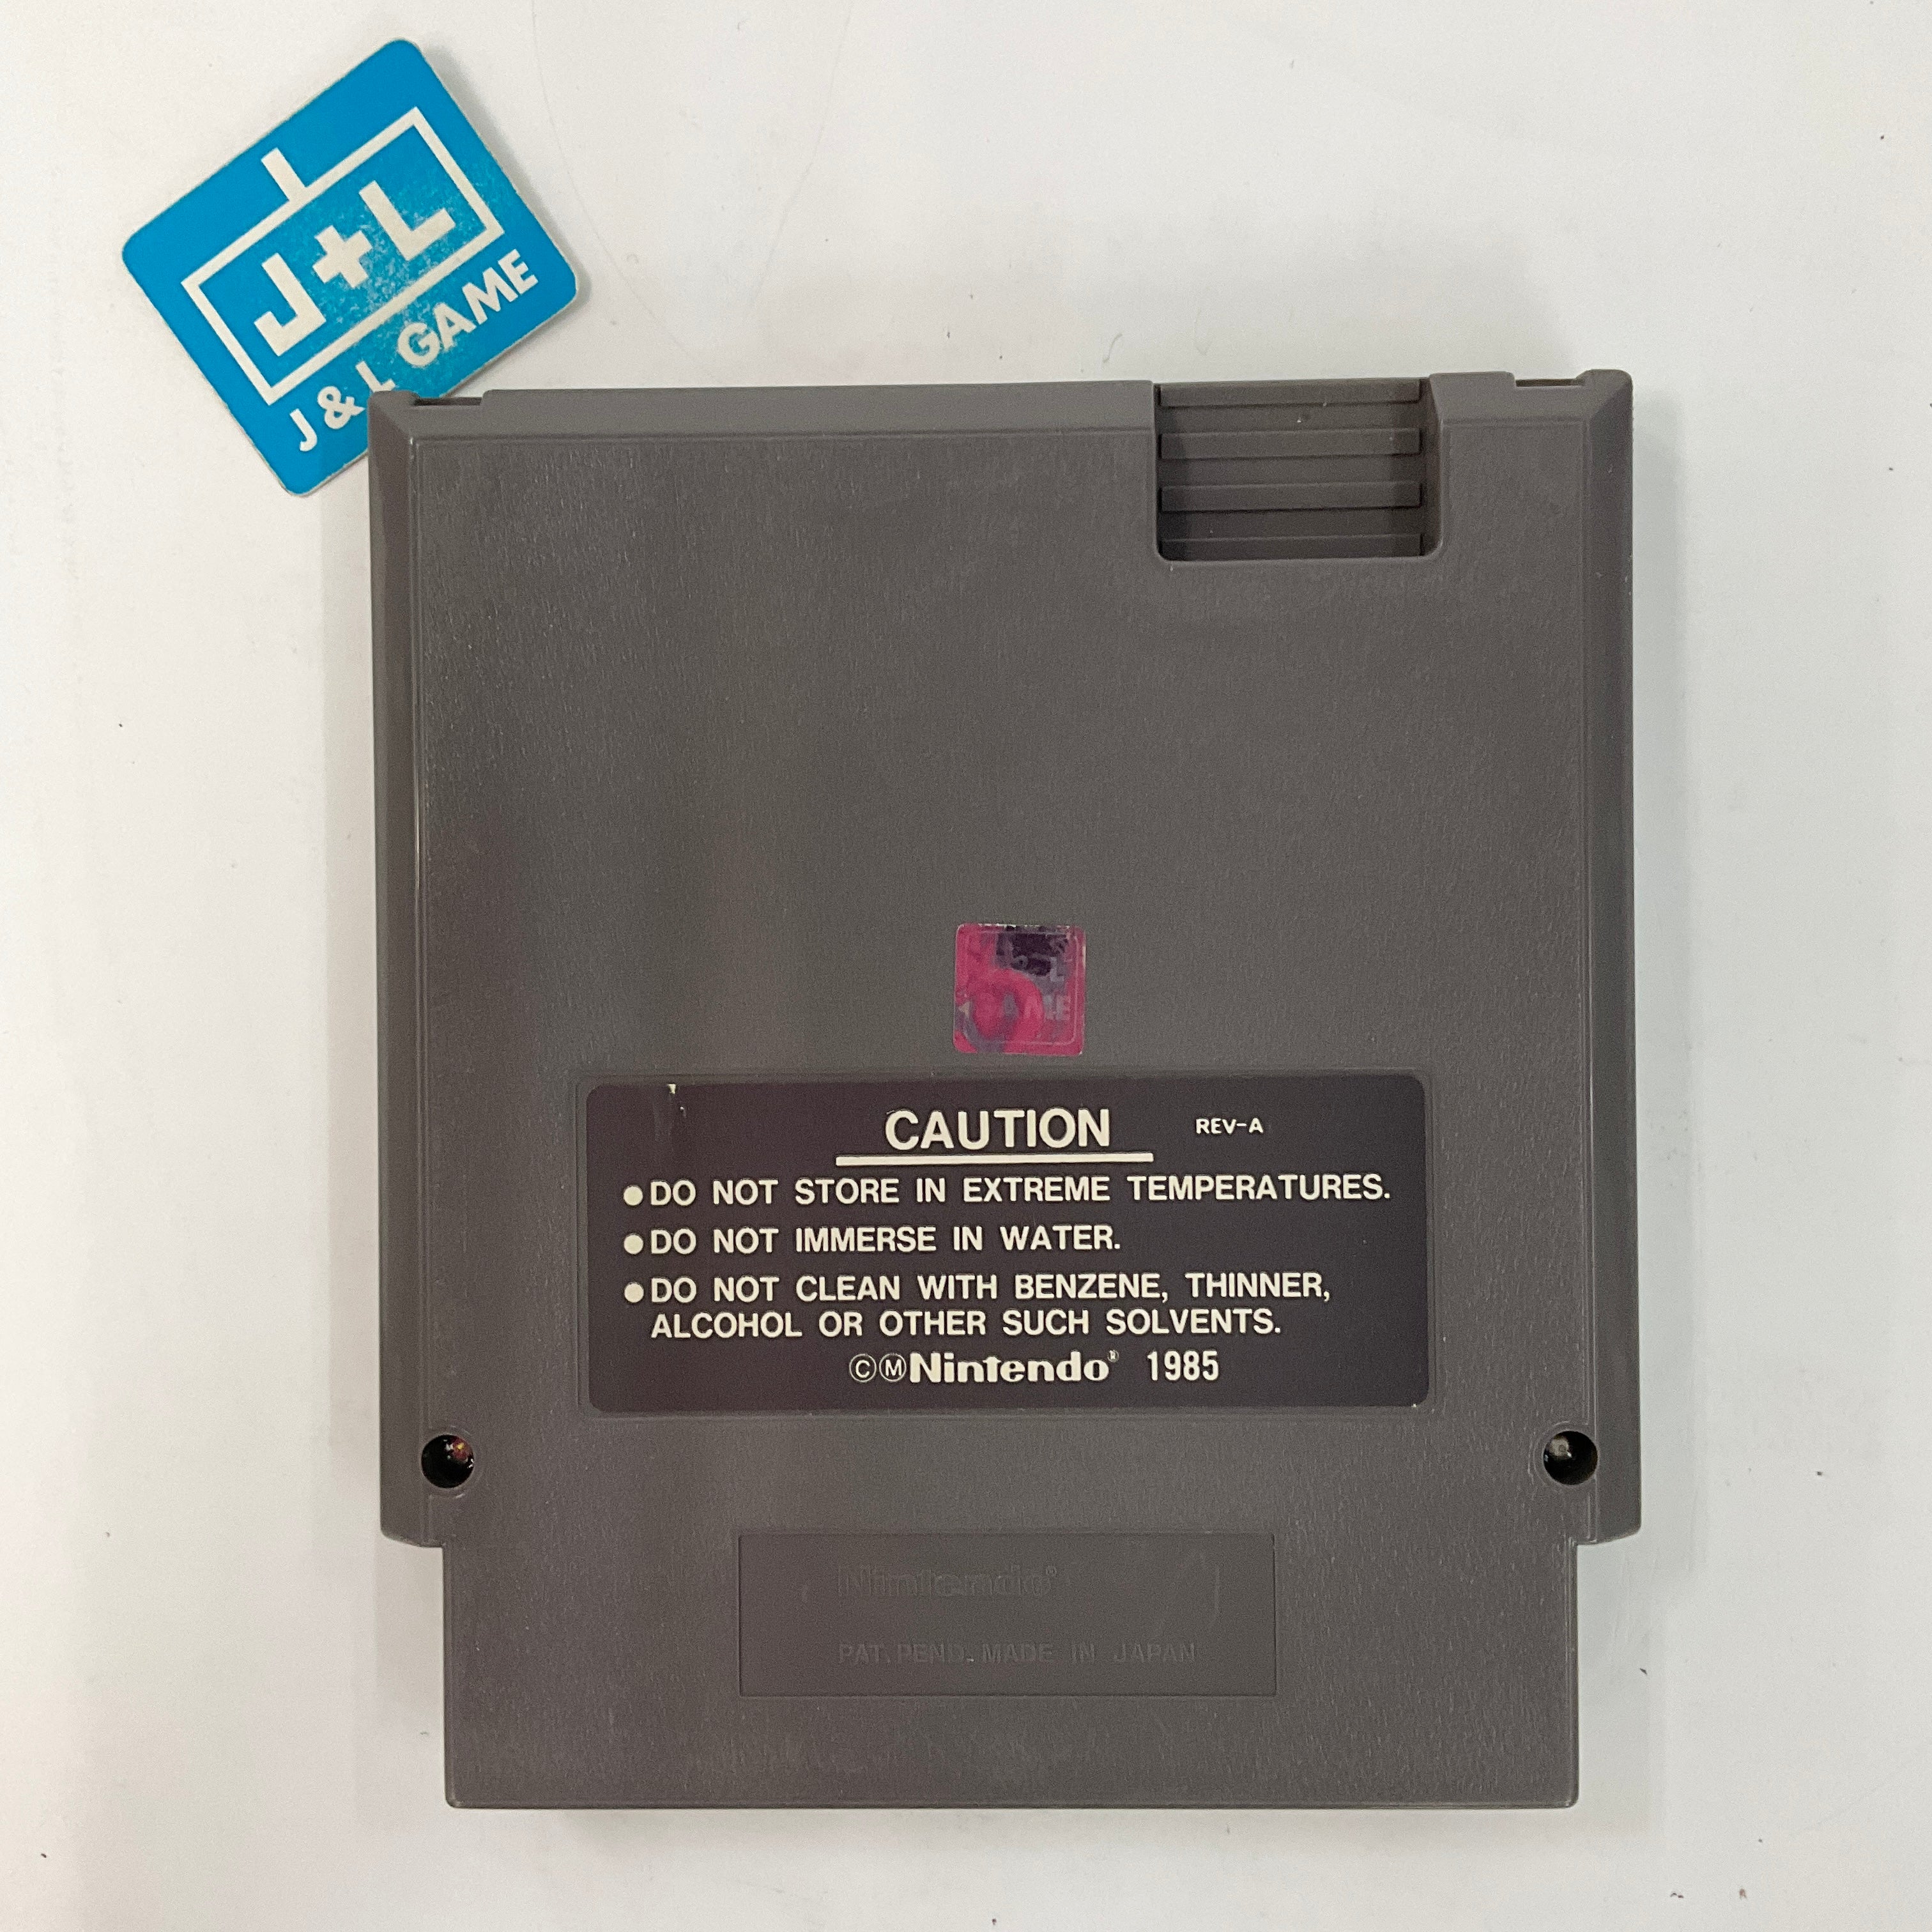 J+L
J & L GAME
CAUTION REV-A
●DO NOT STORE IN EXTREME TEMPERATURES.
●DO NOT IMMERSE IN WATER.
●DO NOT CLEAN WITH BENZENE, THINNER,
ALCOHOL OR OTHER SUCH SOLVENTS.
©Ⓜ Nintendo® 1985
Nintendo®
PAT. PEND. MADE IN JAPAN